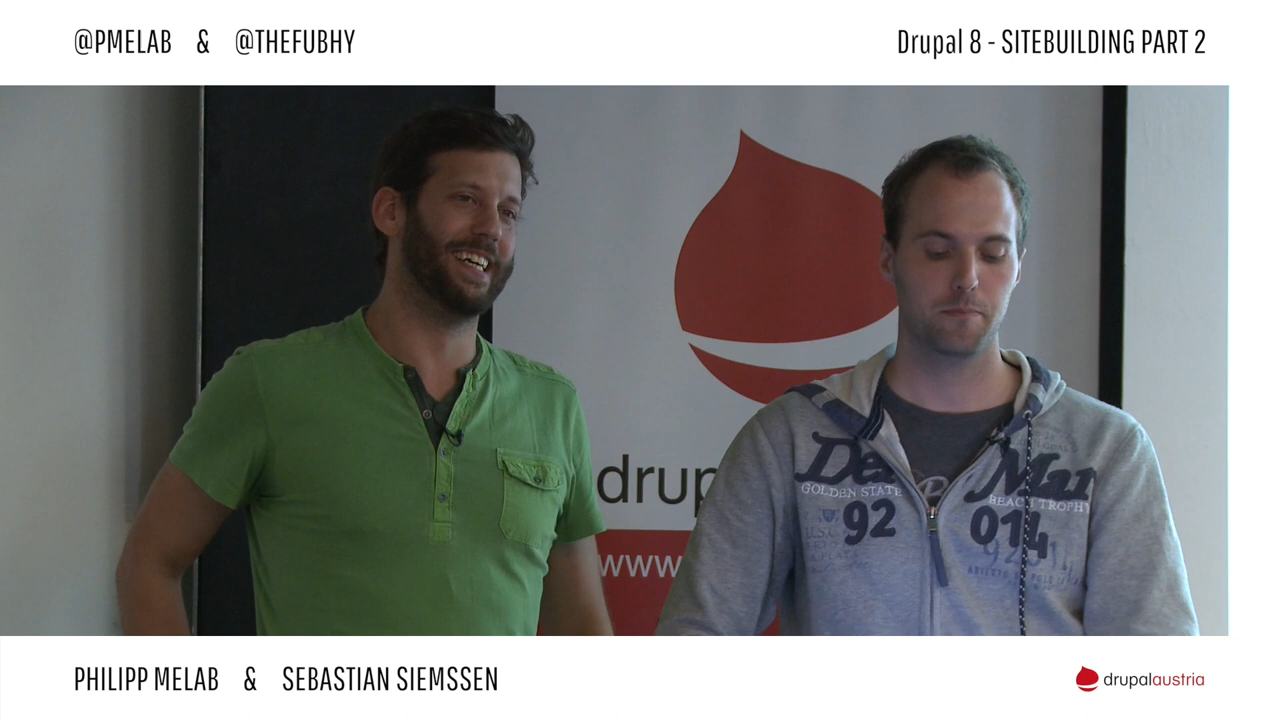 @PMELAB & @THEFUBHY
Drupal 8 - SITEBUILDING PART 2
drup
www
GOLDEN STATE
92
BEACH TROPHY
014
PHILIPP MELAB & SEBASTIAN SIEMSSEN
drupalaustria